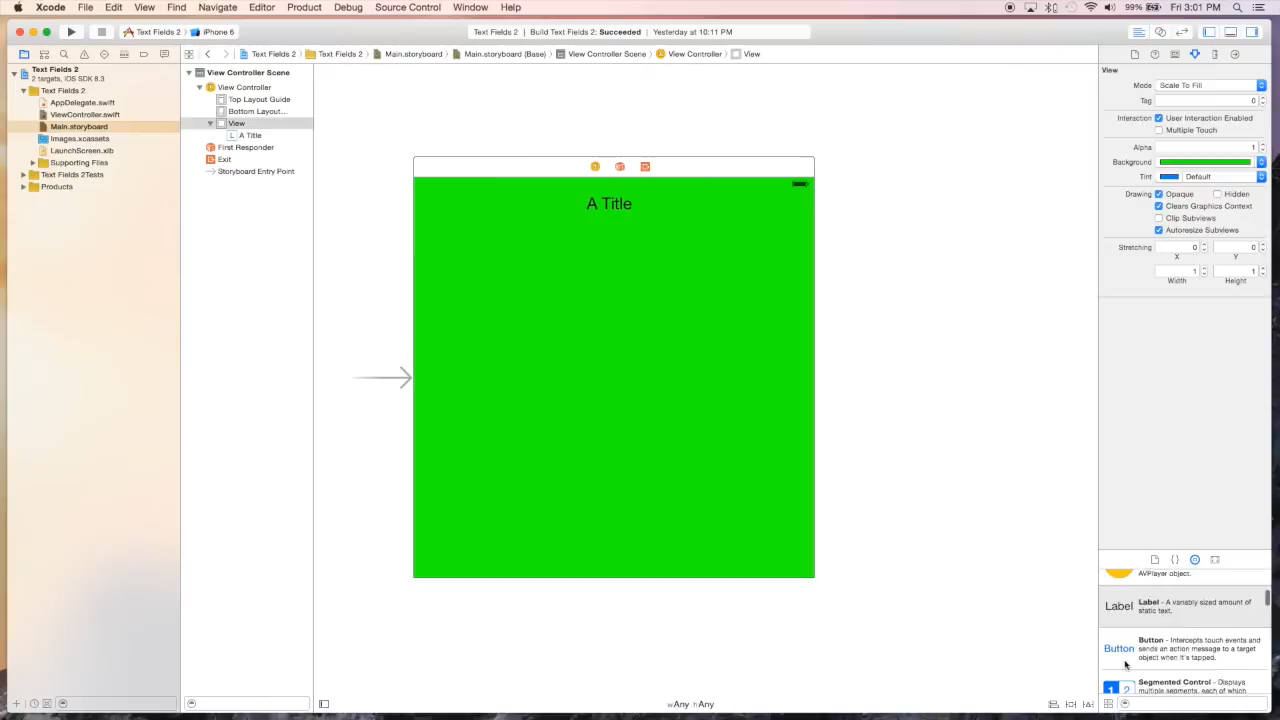 Xcode File Edit View Find Navigate Editor Product Debug Source Control Window Help 99% Fri 3:01 PM
Text Fields 2 iPhone 6 Text Fields 2 | Build Text Fields 2: Succeeded | Yesterday at 10:11 PM
Text Fields 2 Text Fields 2 Main.storyboard Main.storyboard (Base) View Controller Scene View Controller View
Text Fields 2
2 targets, iOS SDK 8.3
Text Fields 2
AppDelegate.swift
ViewController.swift
Main.storyboard
Images.xcassets
LaunchScreen.xib
Supporting Files
Text Fields 2Tests
Products
View Controller Scene
View Controller
Top Layout Guide
Bottom Layout...
View
L A Title
First Responder
Exit
Storyboard Entry Point
A Title
wAny hAny
View
Mode Scale To Fill
Tag 0
Interaction User Interaction Enabled
Multiple Touch
Alpha 1
Background
Tint Default
Drawing Opaque Hidden
Clears Graphics Context
Clip Subviews
Autoresize Subviews
Stretching 0 0
X Y
1 1
Width Height
AVPlayer object.
Label Label - A variably sized amount of
static text.
Button Button - Intercepts touch events and
sends an action message to a target
object when it's tapped.
1 2 Segmented Control - Displays
multiple segments, each of which